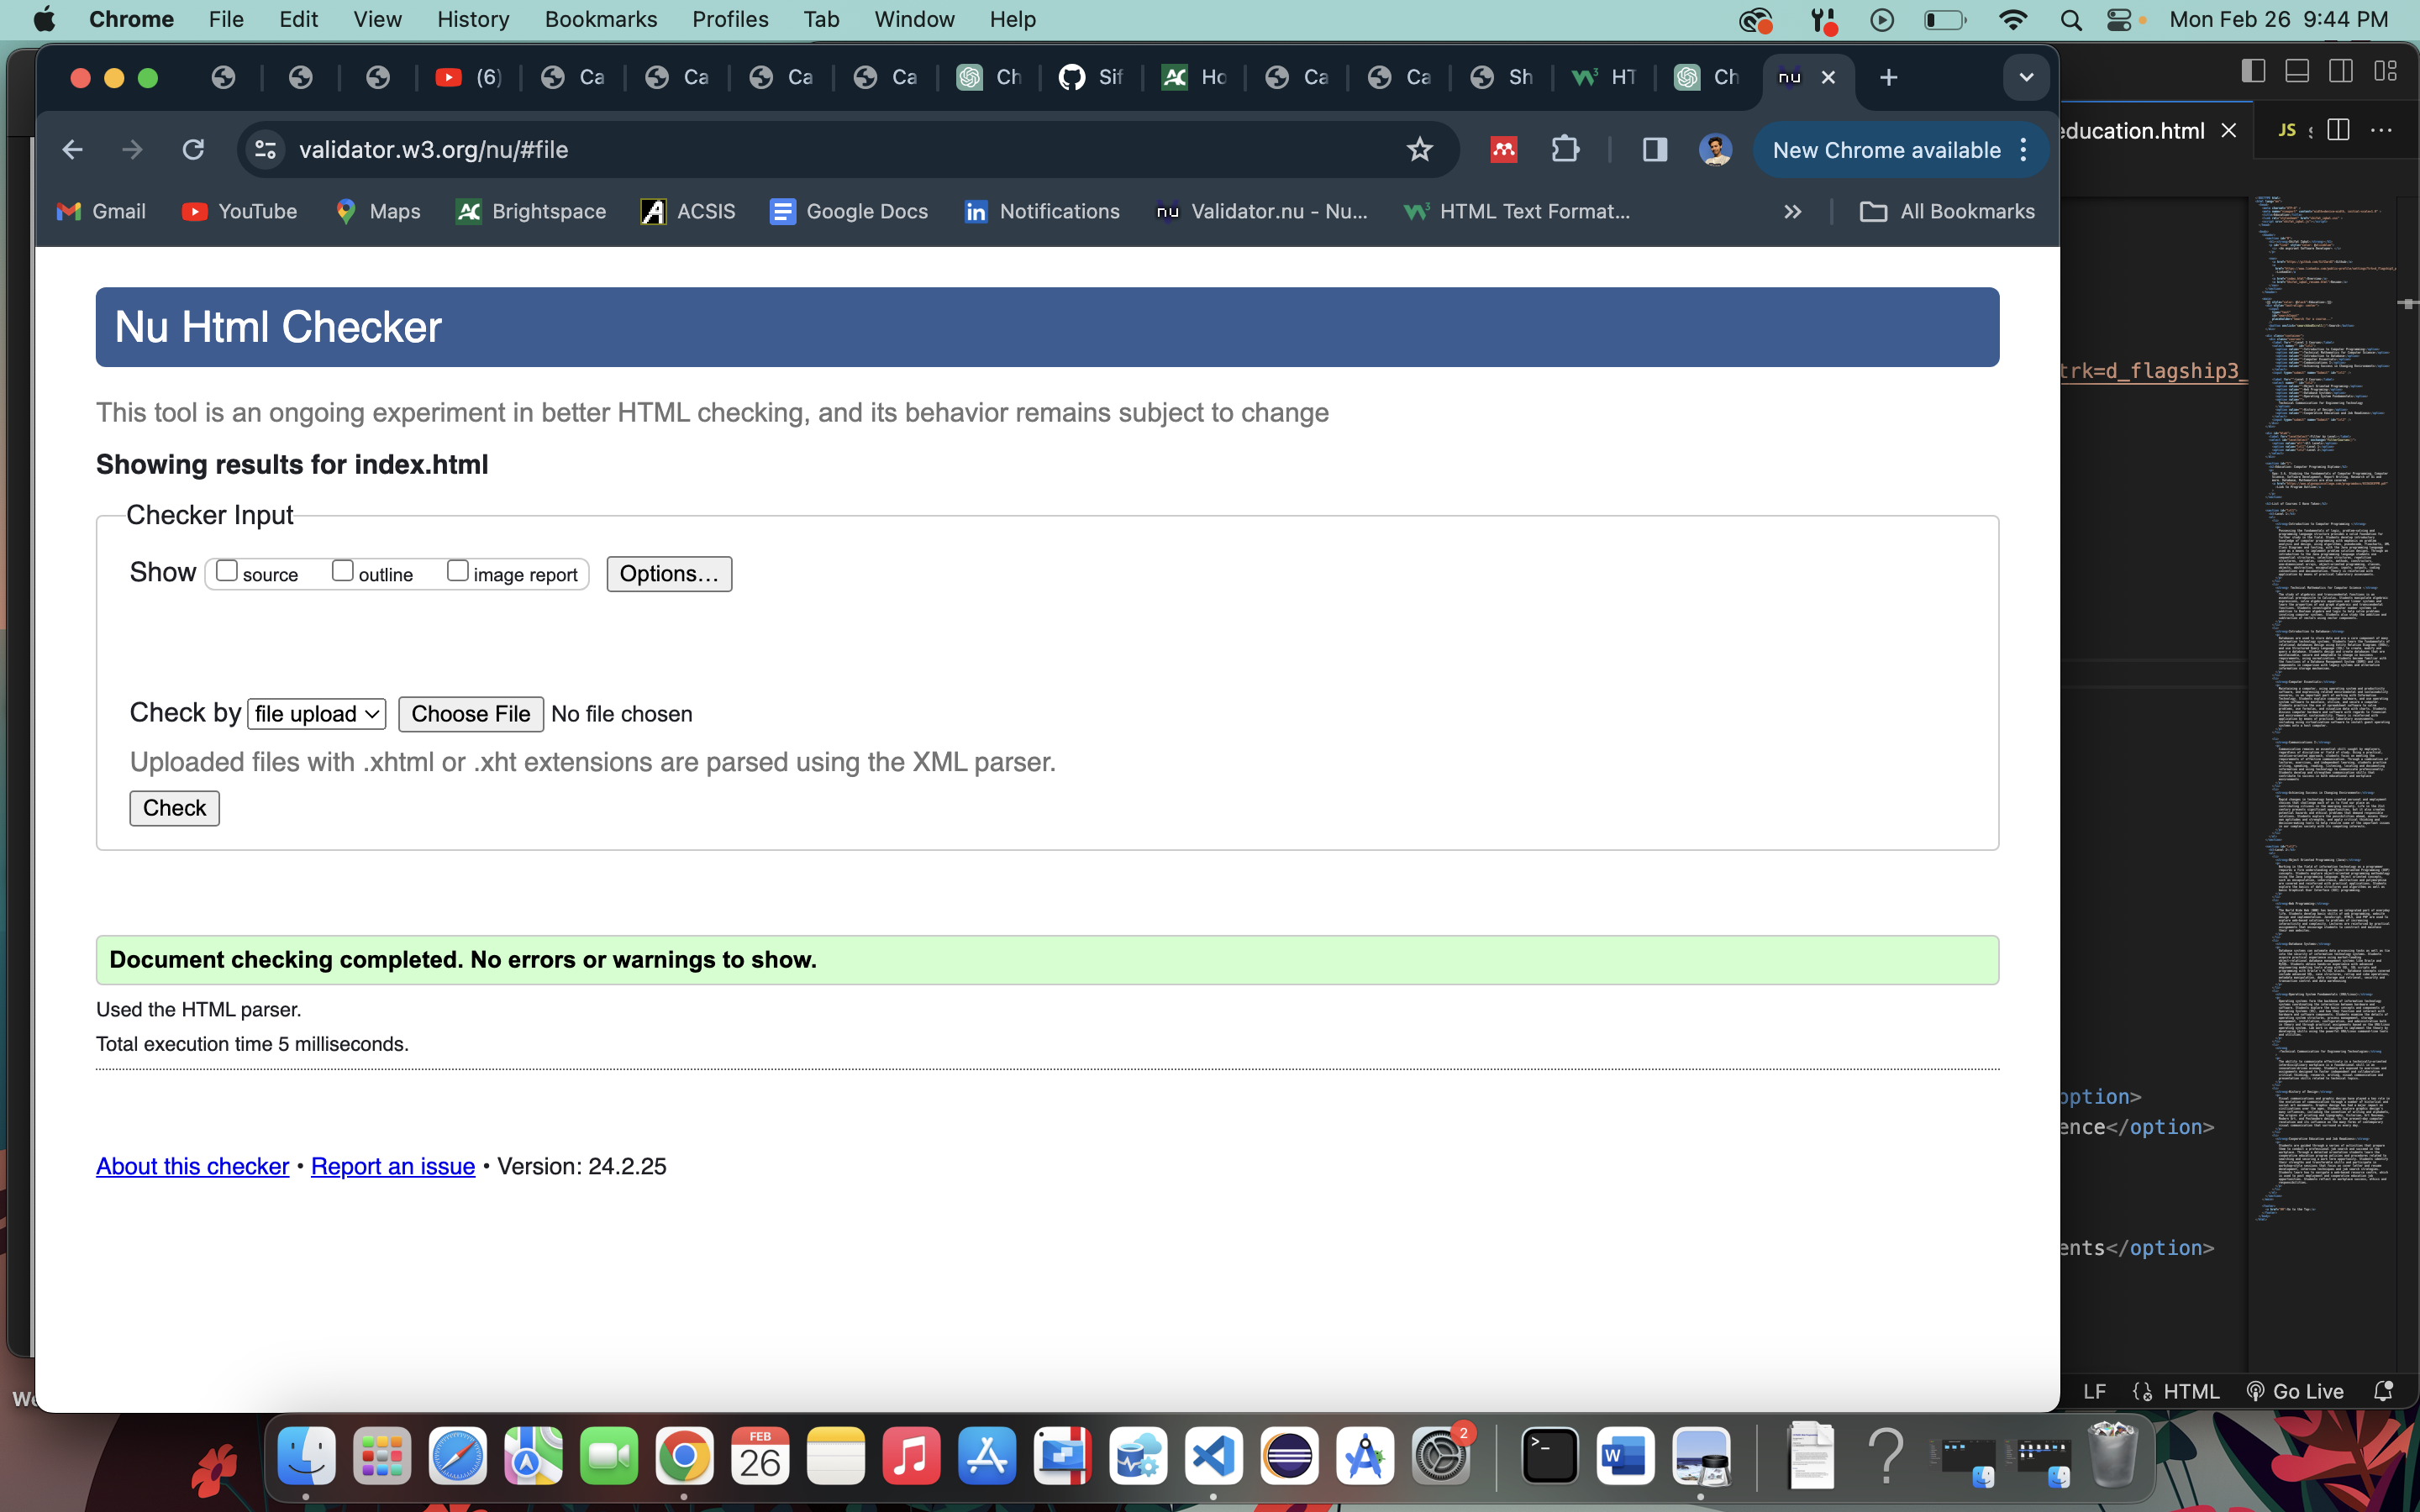 Chrome File Edit View History Bookmarks Profiles Tab Window Help Mon Feb 26 9:44 PM
(6) Ca Ca Ca Ca Ch Sif Ho Ca Ca Sh HT Ch nu
validator.w3.org/nu/#file New Chrome available
education.html JS
Gmail YouTube Maps Brightspace ACSIS Google Docs Notifications nu Validator.nu - Nu... HTML Text Format... All Bookmarks
Nu Html Checker
trk=d_flagship3_
This tool is an ongoing experiment in better HTML checking, and its behavior remains subject to change
Showing results for index.html
Checker Input
Show source outline image report Options...
Check by file upload Choose File No file chosen
Uploaded files with .xhtml or .xht extensions are parsed using the XML parser.
Check
Document checking completed. No errors or warnings to show.
Used the HTML parser.
Total execution time 5 milliseconds.
option>
ence</option>
About this checker • Report an issue • Version: 24.2.25
ents</option>
LF HTML Go Live
FEB
26
2